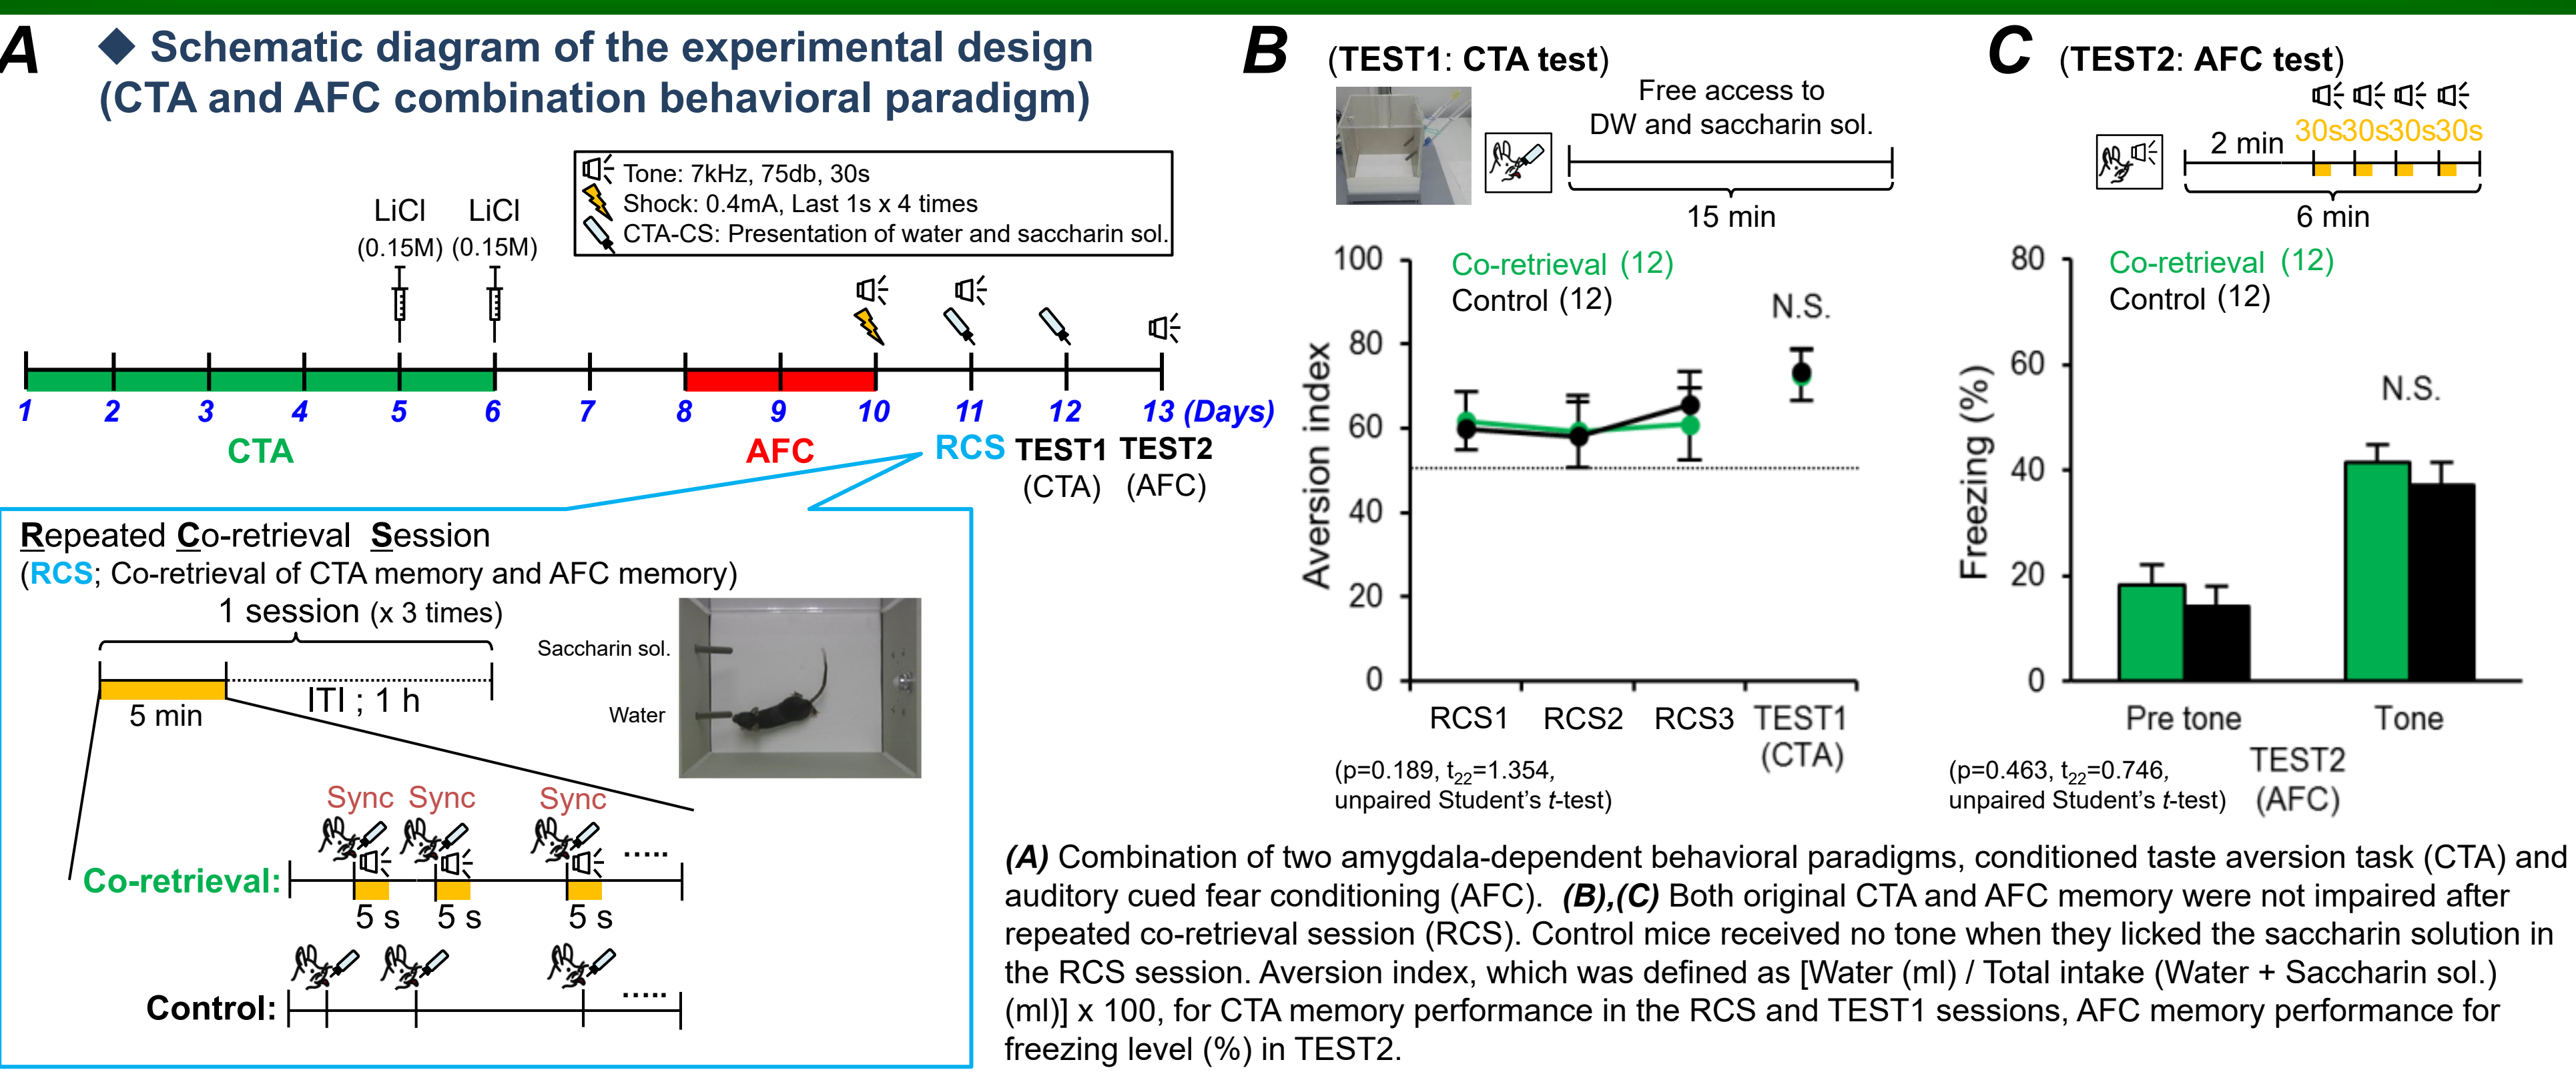 A
◆ Schematic diagram of the experimental design
(CTA and AFC combination behavioral paradigm)
Tone: 7kHz, 75db, 30s
Shock: 0.4mA, Last 1s x 4 times
CTA-CS: Presentation of water and saccharin sol.
LiCl LiCl
(0.15M) (0.15M)
1 2 3 4 5 6 7 8 9 10 11 12 13 (Days)
CTA AFC RCS TEST1 TEST2
(CTA) (AFC)
Repeated Co-retrieval Session
(RCS; Co-retrieval of CTA memory and AFC memory)
1 session (x 3 times)
5 min
ITI ; 1 h
Saccharin sol.
Water
Sync Sync Sync
.....
Co-retrieval:
5 s 5 s 5 s
.....
Control:
B (TEST1: CTA test)
Free access to
DW and saccharin sol.
15 min
Co-retrieval (12)
Control (12)
N.S.
Aversion index
100
80
60
40
20
0
RCS1 RCS2 RCS3 TEST1
(CTA)
(p=0.189, t22=1.354,
unpaired Student’s t-test)
C (TEST2: AFC test)
2 min 30s30s30s30s
6 min
Co-retrieval (12)
Control (12)
N.S.
Freezing (%)
80
60
40
20
0
Pre tone Tone
TEST2
(AFC)
(p=0.463, t22=0.746,
unpaired Student’s t-test)
(A) Combination of two amygdala-dependent behavioral paradigms, conditioned taste aversion task (CTA) and
auditory cued fear conditioning (AFC). (B),(C) Both original CTA and AFC memory were not impaired after
repeated co-retrieval session (RCS). Control mice received no tone when they licked the saccharin solution in
the RCS session. Aversion index, which was defined as [Water (ml) / Total intake (Water + Saccharin sol.)
(ml)] x 100, for CTA memory performance in the RCS and TEST1 sessions, AFC memory performance for
freezing level (%) in TEST2.